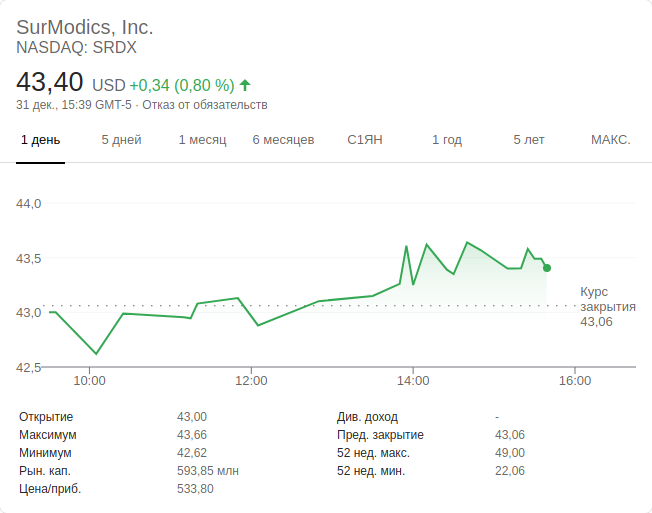 SurModics, Inc.
NASDAQ: SRDX
43,40 USD +0,34 (0,80 %)
31 дек., 15:39 GMT-5 · Отказ от обязательств
1 день 5 дней 1 месяц 6 месяцев С1ЯН 1 год 5 лет МАКС.
44,0
43,5
43,0
42,5
Курс
закрытия
43,06
10:00 12:00 14:00 16:00
Открытие 43,00 Див. доход -
Максимум 43,66 Пред. закрытие 43,06
Минимум 42,62 52 нед. макс. 49,00
Рын. кап. 593,85 млн 52 нед. мин. 22,06
Цена/приб. 533,80